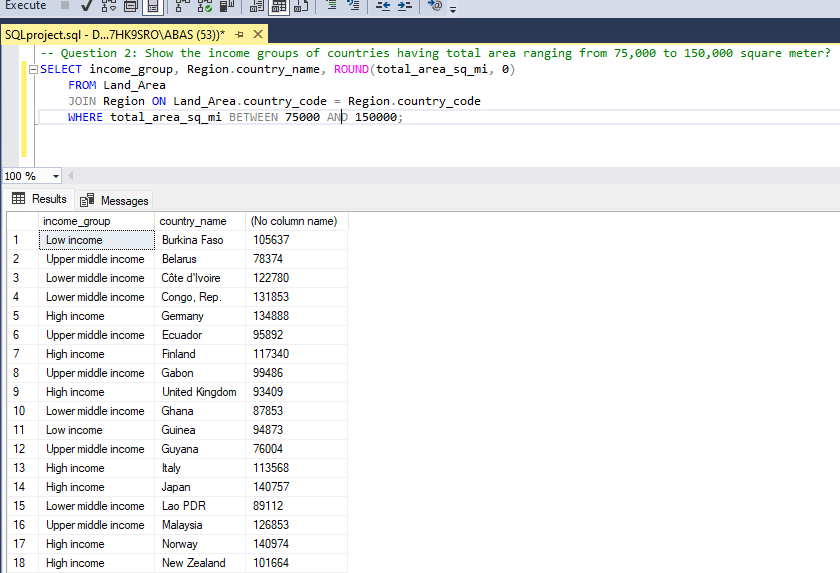 Execute
SQLproject.sql - D...7HK9SRO\ABAS (53))*
-- Question 2: Show the income groups of countries having total area ranging from 75,000 to 150,000 square meter?
SELECT income_group, Region.country_name, ROUND(total_area_sq_mi, 0)
FROM Land_Area
JOIN Region ON Land_Area.country_code = Region.country_code
WHERE total_area_sq_mi BETWEEN 75000 AND 150000;
100 %
Results Messages
income_group country_name (No column name)
1 Low income Burkina Faso 105637
2 Upper middle income Belarus 78374
3 Lower middle income Côte d'Ivoire 122780
4 Lower middle income Congo, Rep. 131853
5 High income Germany 134888
6 Upper middle income Ecuador 95892
7 High income Finland 117340
8 Upper middle income Gabon 99486
9 High income United Kingdom 93409
10 Lower middle income Ghana 87853
11 Low income Guinea 94873
12 Upper middle income Guyana 76004
13 High income Italy 113568
14 High income Japan 140757
15 Lower middle income Lao PDR 89112
16 Upper middle income Malaysia 126853
17 High income Norway 140974
18 High income New Zealand 101664